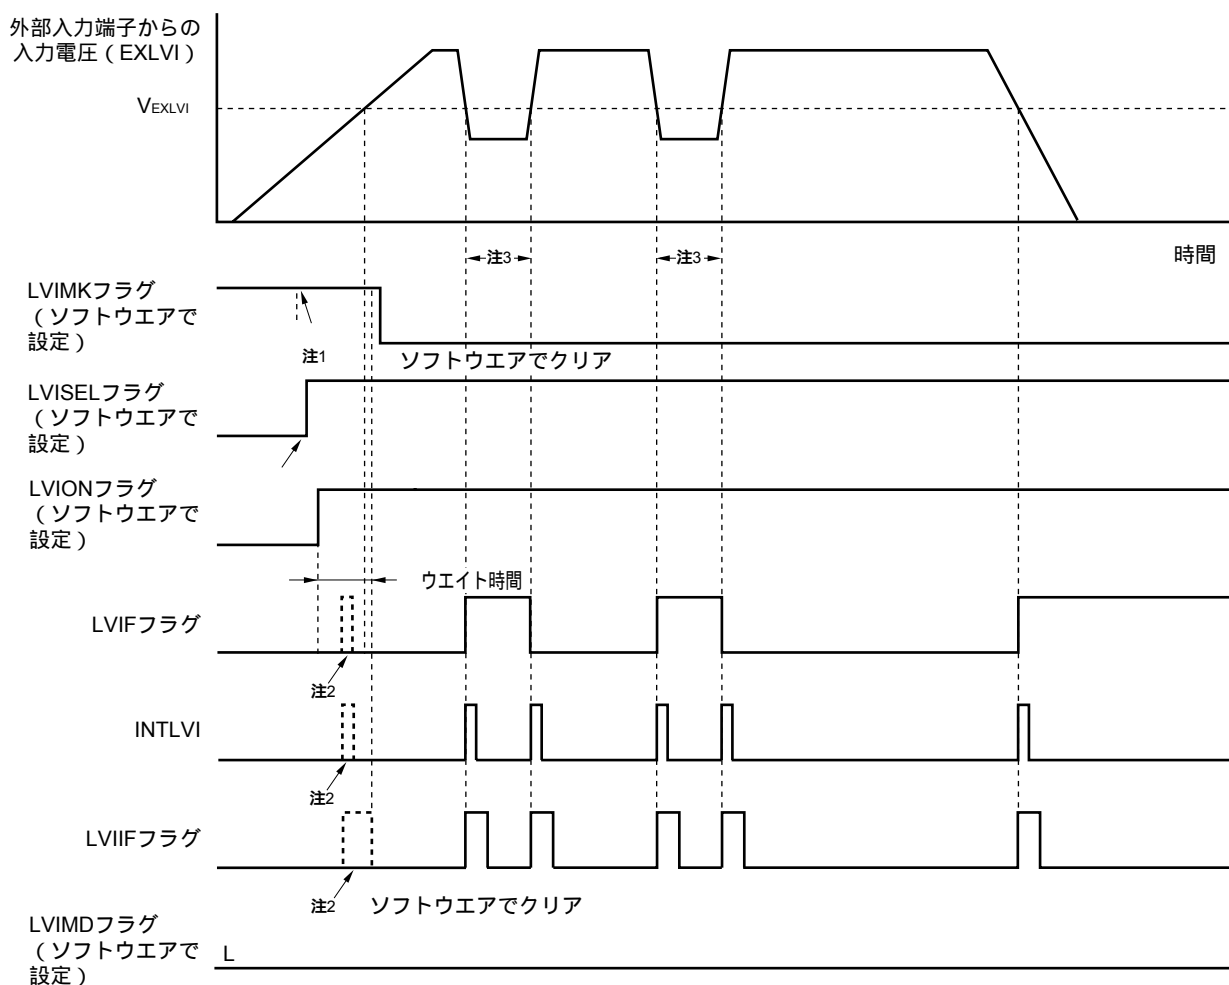 外部入力端子からの
入力電圧（EXLVI）
VEXLVI
注3
注3
時間
LVIMKフラグ
（ソフトウエアで
設定）
注1
ソフトウエアでクリア
LVISELフラグ
（ソフトウエアで
設定）
LVIONフラグ
（ソフトウエアで
設定）
ウエイト時間
LVIFフラグ
注2
INTLVI
注2
LVIIFフラグ
注2
ソフトウエアでクリア
LVIMDフラグ
（ソフトウエアで
設定）
L